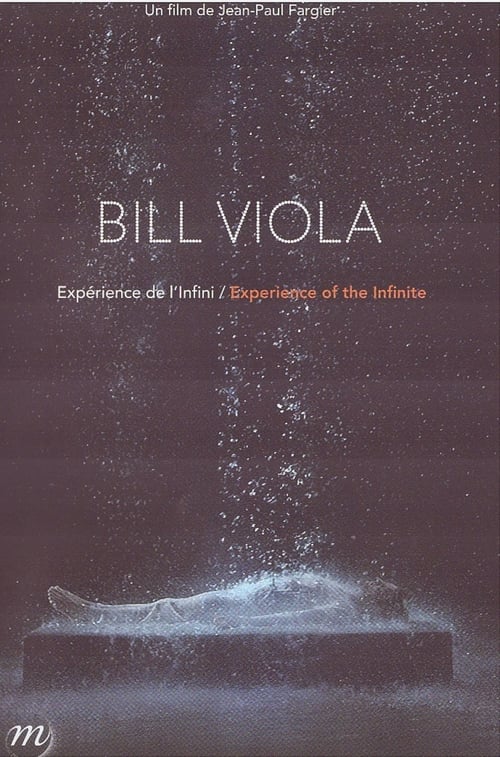 Un film de Jean-Paul Fargier
BILL VIOLA
Expérience de l'Infini / Experience of the Infinite
m